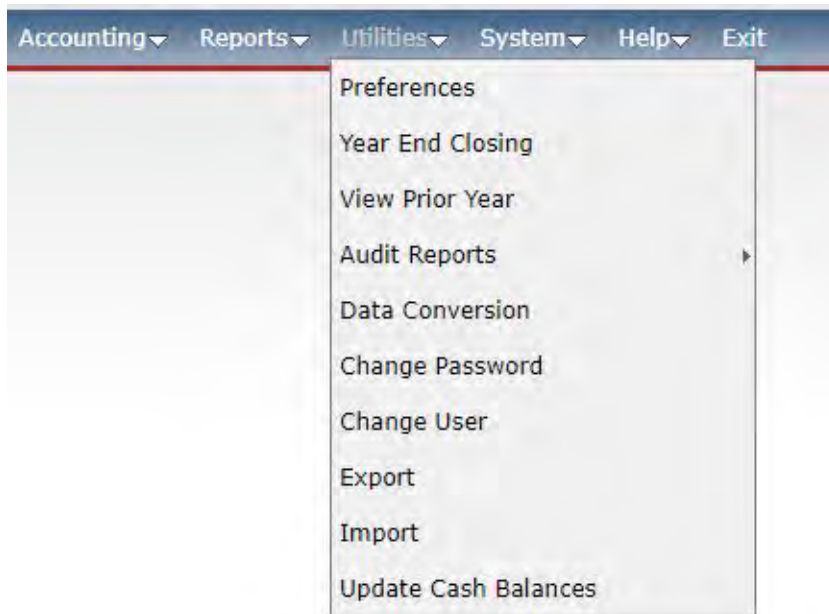 Accounting Reports Utilities System Help Exit
Preferences
Year End Closing
View Prior Year
Audit Reports
Data Conversion
Change Password
Change User
Export
Import
Update Cash Balances